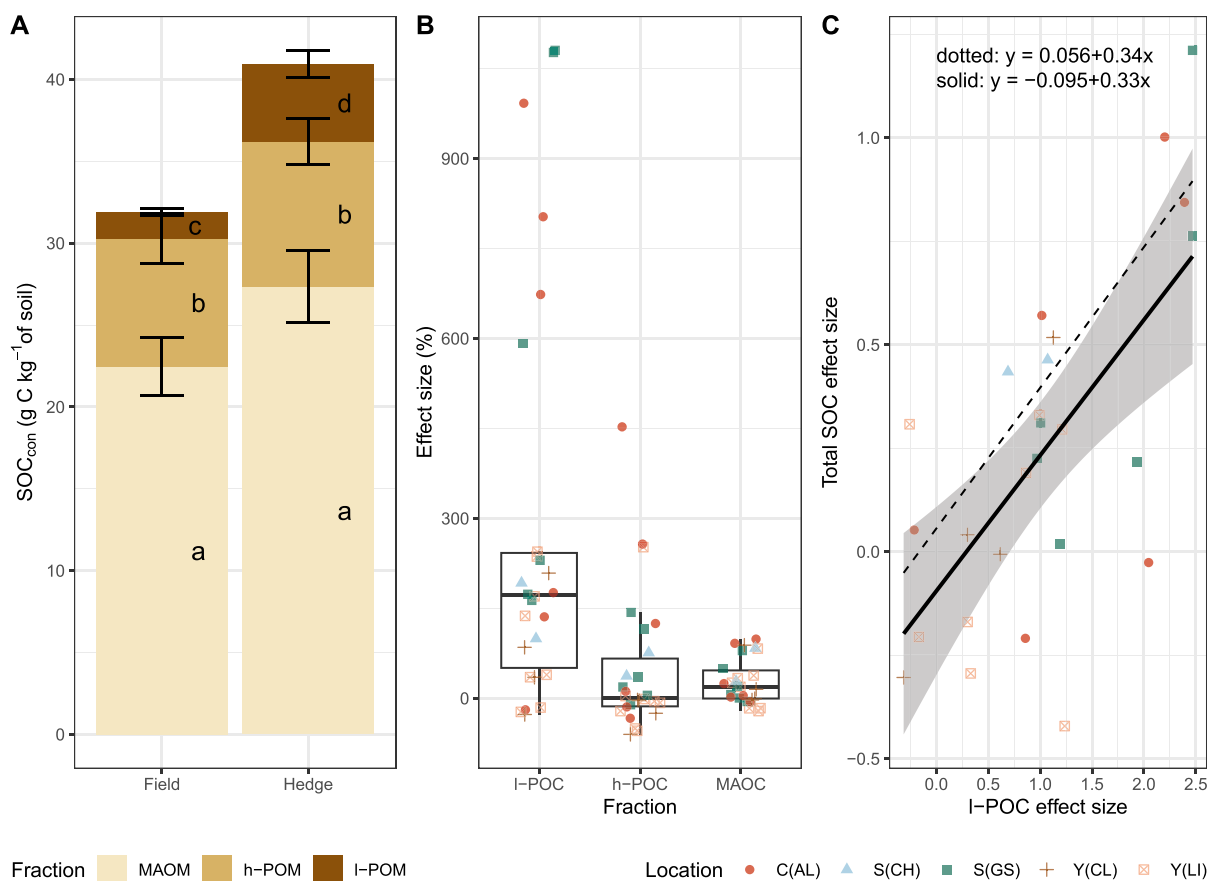 A
SOCcon (g C kg−1 of soil)
40
30
20
10
0
c
b
a
d
b
a
Field
Hedge
B
Effect size (%)
900
600
300
0
l−POC
h−POC
MAOC
Fraction
C
dotted: y = 0.056+0.34x
solid: y = −0.095+0.33x
Total SOC effect size
1.0
0.5
0.0
−0.5
0.0
0.5
1.0
1.5
2.0
2.5
l−POC effect size
Fraction
MAOM
h−POM
l−POM
Location
C(AL)
S(CH)
S(GS)
Y(CL)
Y(LI)